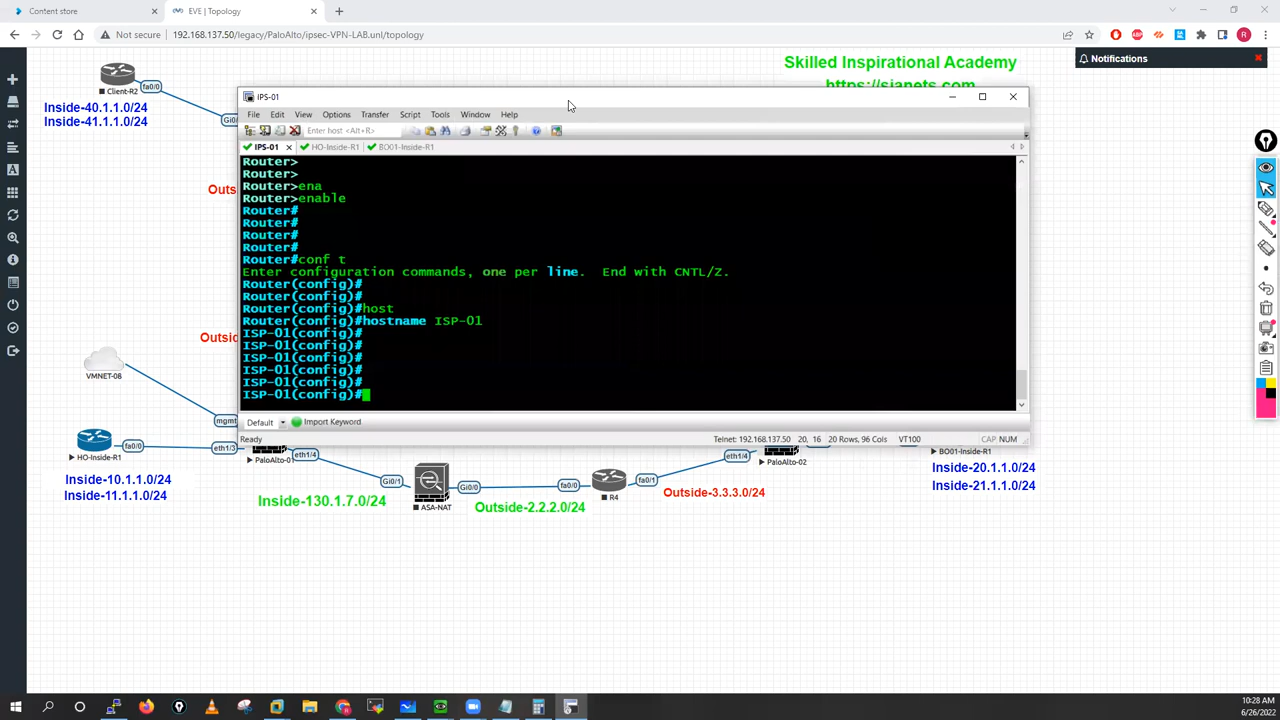 Content store
EVE | Topology
Not secure
192.168.137.50/legacy/PaloAlto/ipsec-VPN-LAB.unl/topology
Skilled Inspirational Academy
https://sianets.com
Notifications
Client-R2
fa0/0
Inside-40.1.1.0/24
Inside-41.1.1.0/24
IPS-01
File Edit View Options Transfer Script Tools Window Help
Enter host <Alt+R>
IPS-01
HO-Inside-R1
BO01-Inside-R1
Router>
Router>
Router>ena
Router>enable
Router#
Router#
Router#
Router#
Router#conf t
Enter configuration commands, one per line.  End with CNTL/Z.
Router(config)#
Router(config)#
Router(config)#host
Router(config)#hostname ISP-01
ISP-01(config)#
ISP-01(config)#
ISP-01(config)#
ISP-01(config)#
ISP-01(config)#
ISP-01(config)#
Default
Import Keyword
Ready
Telnet: 192.168.137.50
20, 16
20 Rows, 96 Cols
VT100
CAP NUM
VMNET-08
mgmt
HO-Inside-R1
fa0/0
eth1/3
PaloAlto-01
eth1/4
Gi0/1
ASA-NAT
Gi0/0
fa0/0
R4
fa0/1
eth1/4
PaloAlto-02
BO01-Inside-R1
Inside-10.1.1.0/24
Inside-11.1.1.0/24
Inside-130.1.7.0/24
Outside-2.2.2.0/24
Outside-3.3.3.0/24
Inside-20.1.1.0/24
Inside-21.1.1.0/24
10:28 AM
6/26/2022